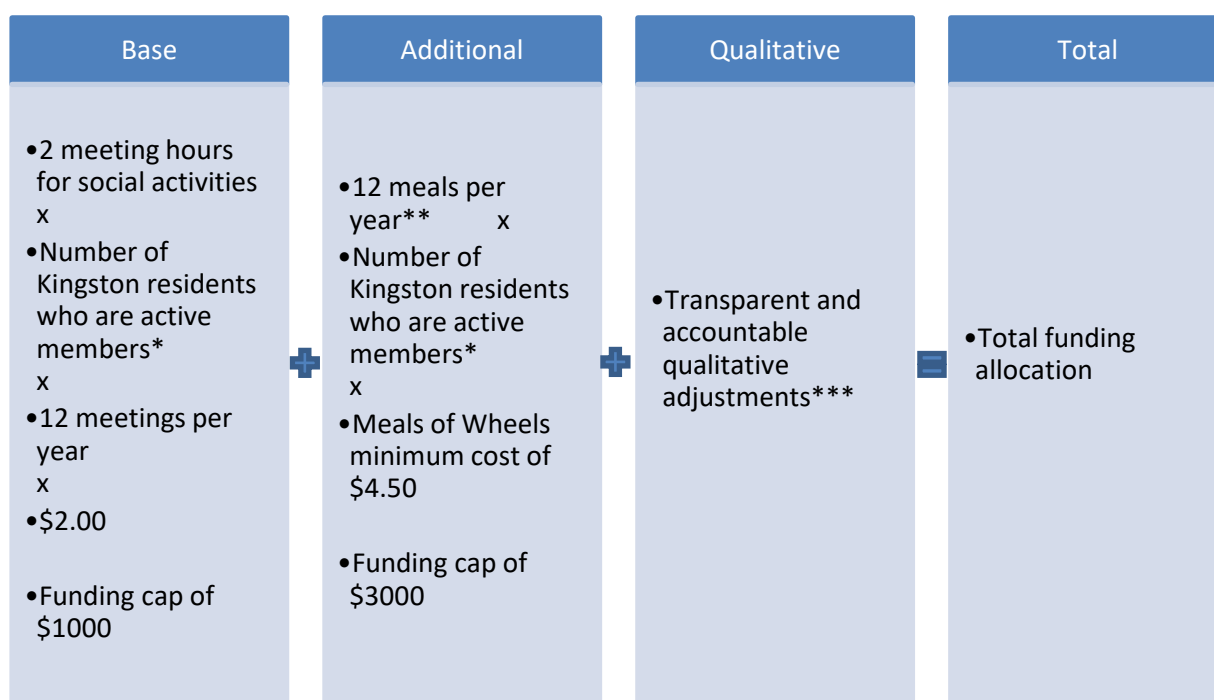 Base
•2 meeting hours
for social activities
x
•Number of
Kingston residents
who are active
members*
x
•12 meetings per
year
x
•$2.00
•Funding cap of
$1000
Additional
•12 meals per
year** x
•Number of
Kingston residents
who are active
members*
x
•Meals of Wheels
minimum cost of
$4.50
•Funding cap of
$3000
Qualitative
•Transparent and
accountable
qualitative
adjustments***
Total
•Total funding
allocation